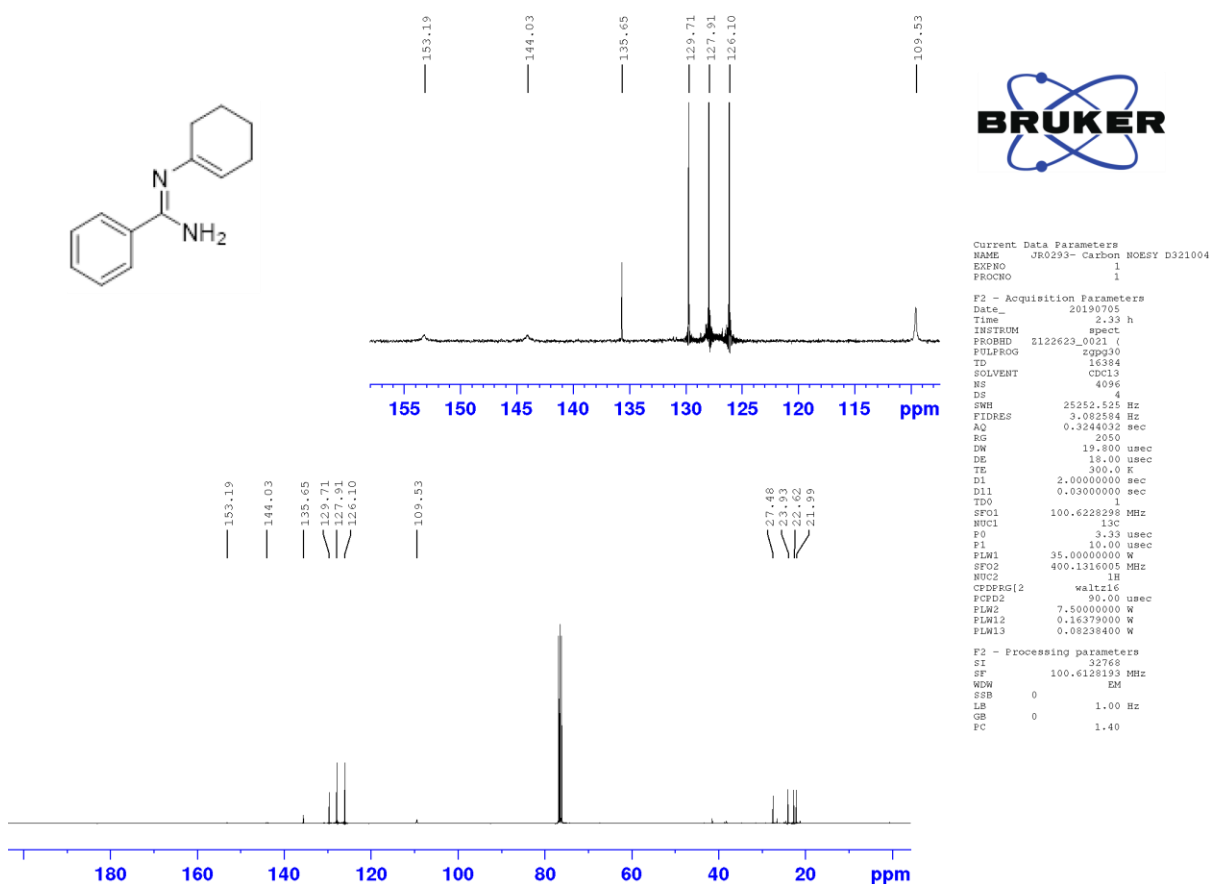 153.19
144.03
135.65
129.71
127.91
126.10
109.53
N
NH2
155 150 145 140 135 130 125 120 115 ppm
BRUKER
Current Data Parameters
NAME JR0293- Carbon NOESY D321004
EXPNO 1
PROCNO 1
F2 - Acquisition Parameters
Date_ 20190705
Time 2.33 h
INSTRUM spect
PROBHD Z122623_0021 (
PULPROG zgpg30
TD 16384
SOLVENT CDCl3
NS 4096
DS 4
SWH 25252.525 Hz
FIDRES 3.082584 Hz
AQ 0.3244032 sec
RG 2050
DW 19.800 usec
DE 18.00 usec
TE 300.0 K
D1 2.00000000 sec
D11 0.03000000 sec
TD0 1
SFO1 100.6228298 MHz
NUC1 13C
P0 3.33 usec
P1 10.00 usec
PLW1 35.00000000 W
SFO2 400.1316005 MHz
NUC2 1H
CPDPRG[2 waltz16
PCPD2 90.00 usec
PLW2 7.50000000 W
PLW12 0.16379000 W
PLW13 0.08238400 W
F2 - Processing parameters
SI 32768
SF 100.6128193 MHz
WDW EM
SSB 0
LB 1.00 Hz
GB 0
PC 1.40
153.19
144.03
135.65
129.71
127.91
126.10
109.53
27.48
23.93
22.62
21.99
180 160 140 120 100 80 60 40 20 ppm